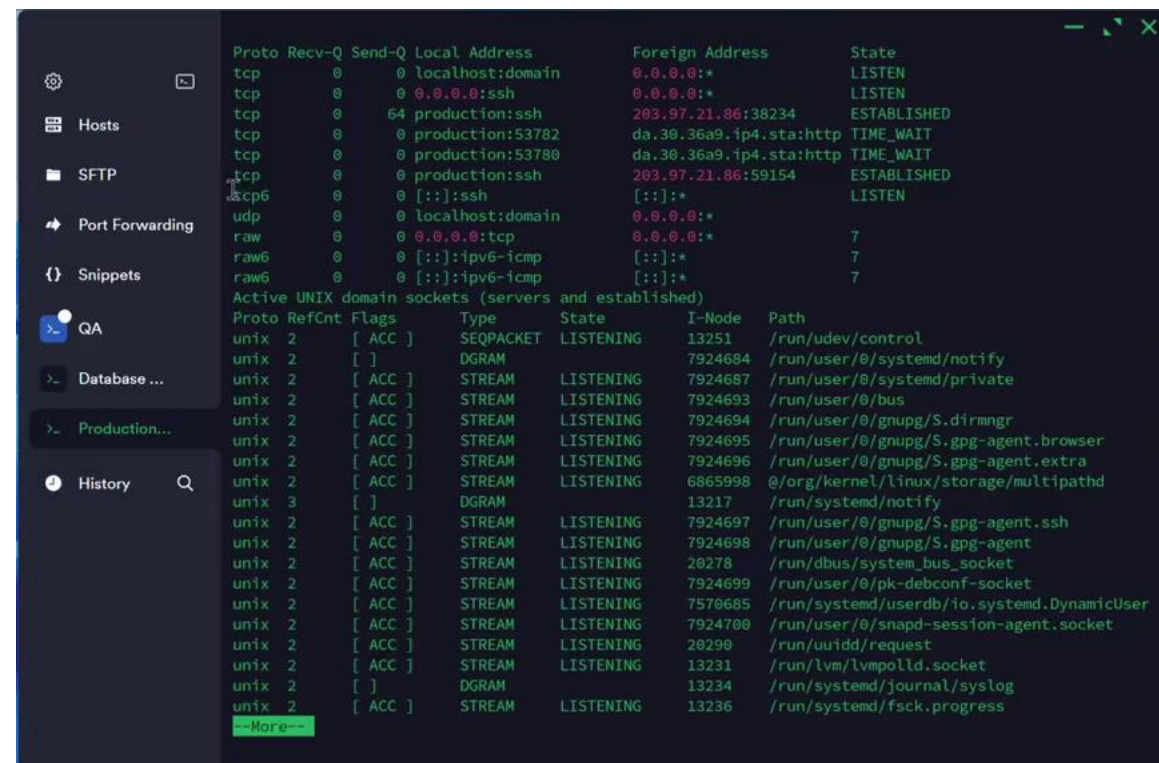 Hosts
SFTP
Port Forwarding
Snippets
QA
Database ...
Production...
History
Proto Recv-Q Send-Q Local Address Foreign Address State
tcp 0 0 localhost:domain 0.0.0.0:* LISTEN
tcp 0 0 0.0.0.0:ssh 0.0.0.0:* LISTEN
tcp 0 64 production:ssh 203.97.21.86:38234 ESTABLISHED
tcp 0 0 production:53782 da.30.36a9.ip4.sta:http TIME_WAIT
tcp 0 0 production:53780 da.30.36a9.ip4.sta:http TIME_WAIT
tcp 0 0 production:ssh 203.97.21.86:59154 ESTABLISHED
tcp6 0 0 [::]:ssh [::]:* LISTEN
udp 0 0 localhost:domain 0.0.0.0:*
raw 0 0 0.0.0.0:tcp 0.0.0.0:* 7
raw6 0 0 [::]:ipv6-icmp [::]:* 7
raw6 0 0 [::]:ipv6-icmp [::]:* 7
Active UNIX domain sockets (servers and established)
Proto RefCnt Flags Type State I-Node Path
unix 2 [ ACC ] SEQPACKET LISTENING 13251 /run/udev/control
unix 2 [ ] DGRAM 7924684 /run/user/0/systemd/notify
unix 2 [ ACC ] STREAM LISTENING 7924687 /run/user/0/systemd/private
unix 2 [ ACC ] STREAM LISTENING 7924693 /run/user/0/bus
unix 2 [ ACC ] STREAM LISTENING 7924694 /run/user/0/gnupg/S.dirmngr
unix 2 [ ACC ] STREAM LISTENING 7924695 /run/user/0/gnupg/S.gpg-agent.browser
unix 2 [ ACC ] STREAM LISTENING 7924696 /run/user/0/gnupg/S.gpg-agent.extra
unix 2 [ ACC ] STREAM LISTENING 6865998 @/org/kernel/linux/storage/multipathd
unix 3 [ ] DGRAM 13217 /run/systemd/notify
unix 2 [ ACC ] STREAM LISTENING 7924697 /run/user/0/gnupg/S.gpg-agent.ssh
unix 2 [ ACC ] STREAM LISTENING 7924698 /run/user/0/gnupg/S.gpg-agent
unix 2 [ ACC ] STREAM LISTENING 20278 /run/dbus/system_bus_socket
unix 2 [ ACC ] STREAM LISTENING 7924699 /run/user/0/pk-debconf-socket
unix 2 [ ACC ] STREAM LISTENING 7570685 /run/systemd/userdb/io.systemd.DynamicUser
unix 2 [ ACC ] STREAM LISTENING 7924700 /run/user/0/snapd-session-agent.socket
unix 2 [ ACC ] STREAM LISTENING 20290 /run/uuidd/request
unix 2 [ ACC ] STREAM LISTENING 13231 /run/lvm/lvmpolld.socket
unix 2 [ ] DGRAM 13234 /run/systemd/journal/syslog
unix 2 [ ACC ] STREAM LISTENING 13236 /run/systemd/fsck.progress
--More--